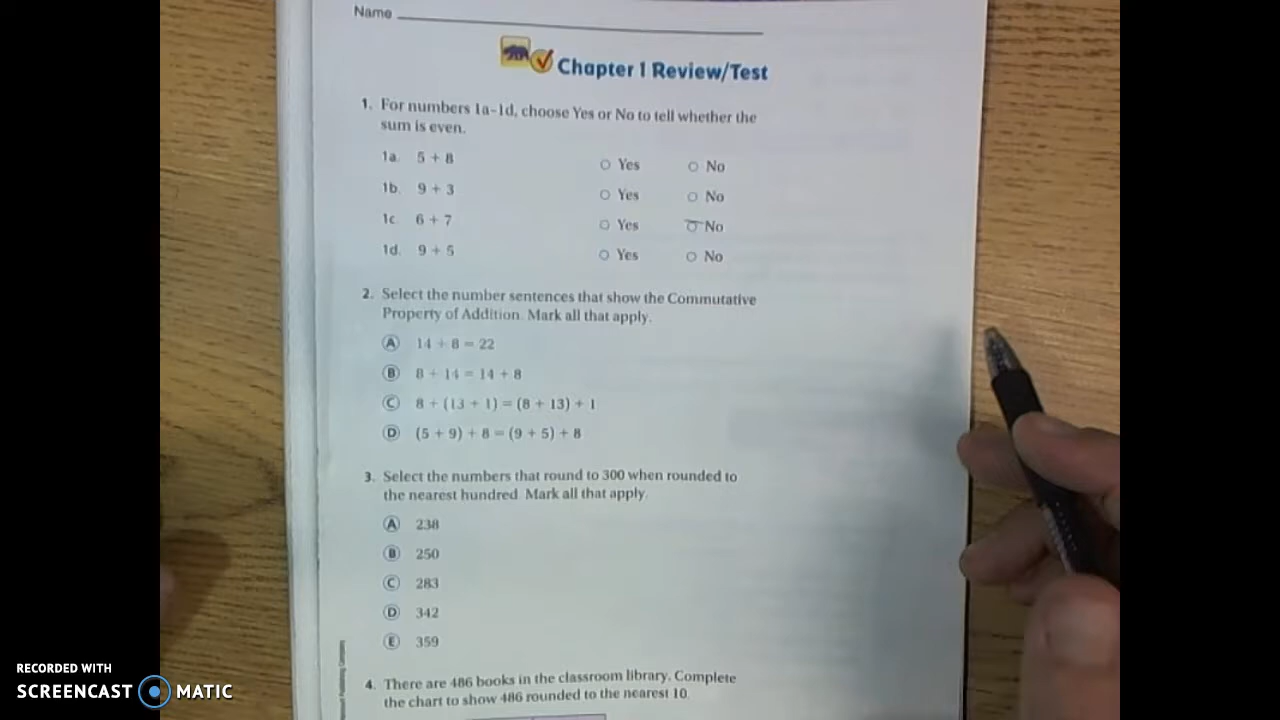 Name
Chapter 1 Review/Test
1. For numbers 1a–1d, choose Yes or No to tell whether the
sum is even.
1a. 5 + 8 Yes No
1b. 9 + 3 Yes No
1c. 6 + 7 Yes No
1d. 9 + 5 Yes No
2. Select the number sentences that show the Commutative
Property of Addition. Mark all that apply.
A 14 + 8 = 22
B 8 + 14 = 14 + 8
C 8 + (13 + 1) = (8 + 13) + 1
D (5 + 9) + 8 = (9 + 5) + 8
3. Select the numbers that round to 300 when rounded to
the nearest hundred. Mark all that apply.
A 238
B 250
C 283
D 342
E 359
4. There are 486 books in the classroom library. Complete
the chart to show 486 rounded to the nearest 10.
RECORDED WITH
SCREENCAST MATIC